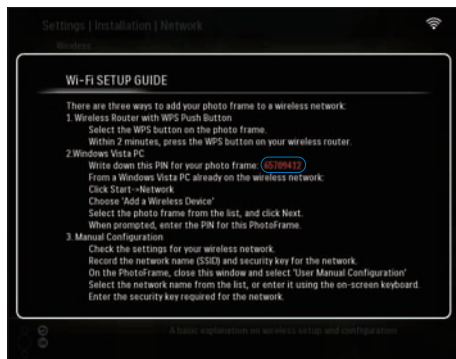 Settings | Installation | Network
Wireless
Wi-Fi SETUP GUIDE
There are three ways to add your photo frame to a wireless network:
1. Wireless Router with WPS Push Button
Select the WPS button on the photo frame.
Within 2 minutes, press the WPS button on your wireless router.
2.Windows Vista PC
Write down this PIN for your photo frame: 65709412
From a Windows Vista PC already on the wireless network:
Click Start->Network
Choose 'Add a Wireless Device'
Select the photo frame from the list, and click Next.
When prompted, enter the PIN for this PhotoFrame.
3. Manual Configuration
Check the settings for your wireless network.
Record the network name (SSID) and security key for the network.
On the PhotoFrame, close this window and select 'User Manual Configuration'
Select the network name from the list, or enter it using the on-screen keyboard.
Enter the security key required for the network.
A basic explanation on wireless setup and configuration